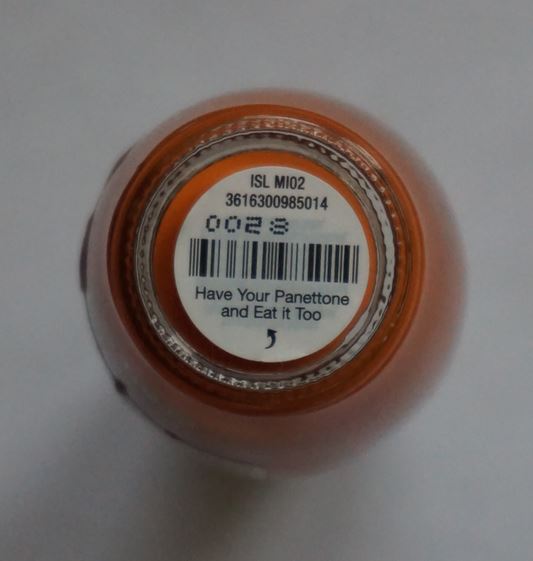 ISL MI02
3616300985014
0028
Have Your Panettone
and Eat it Too